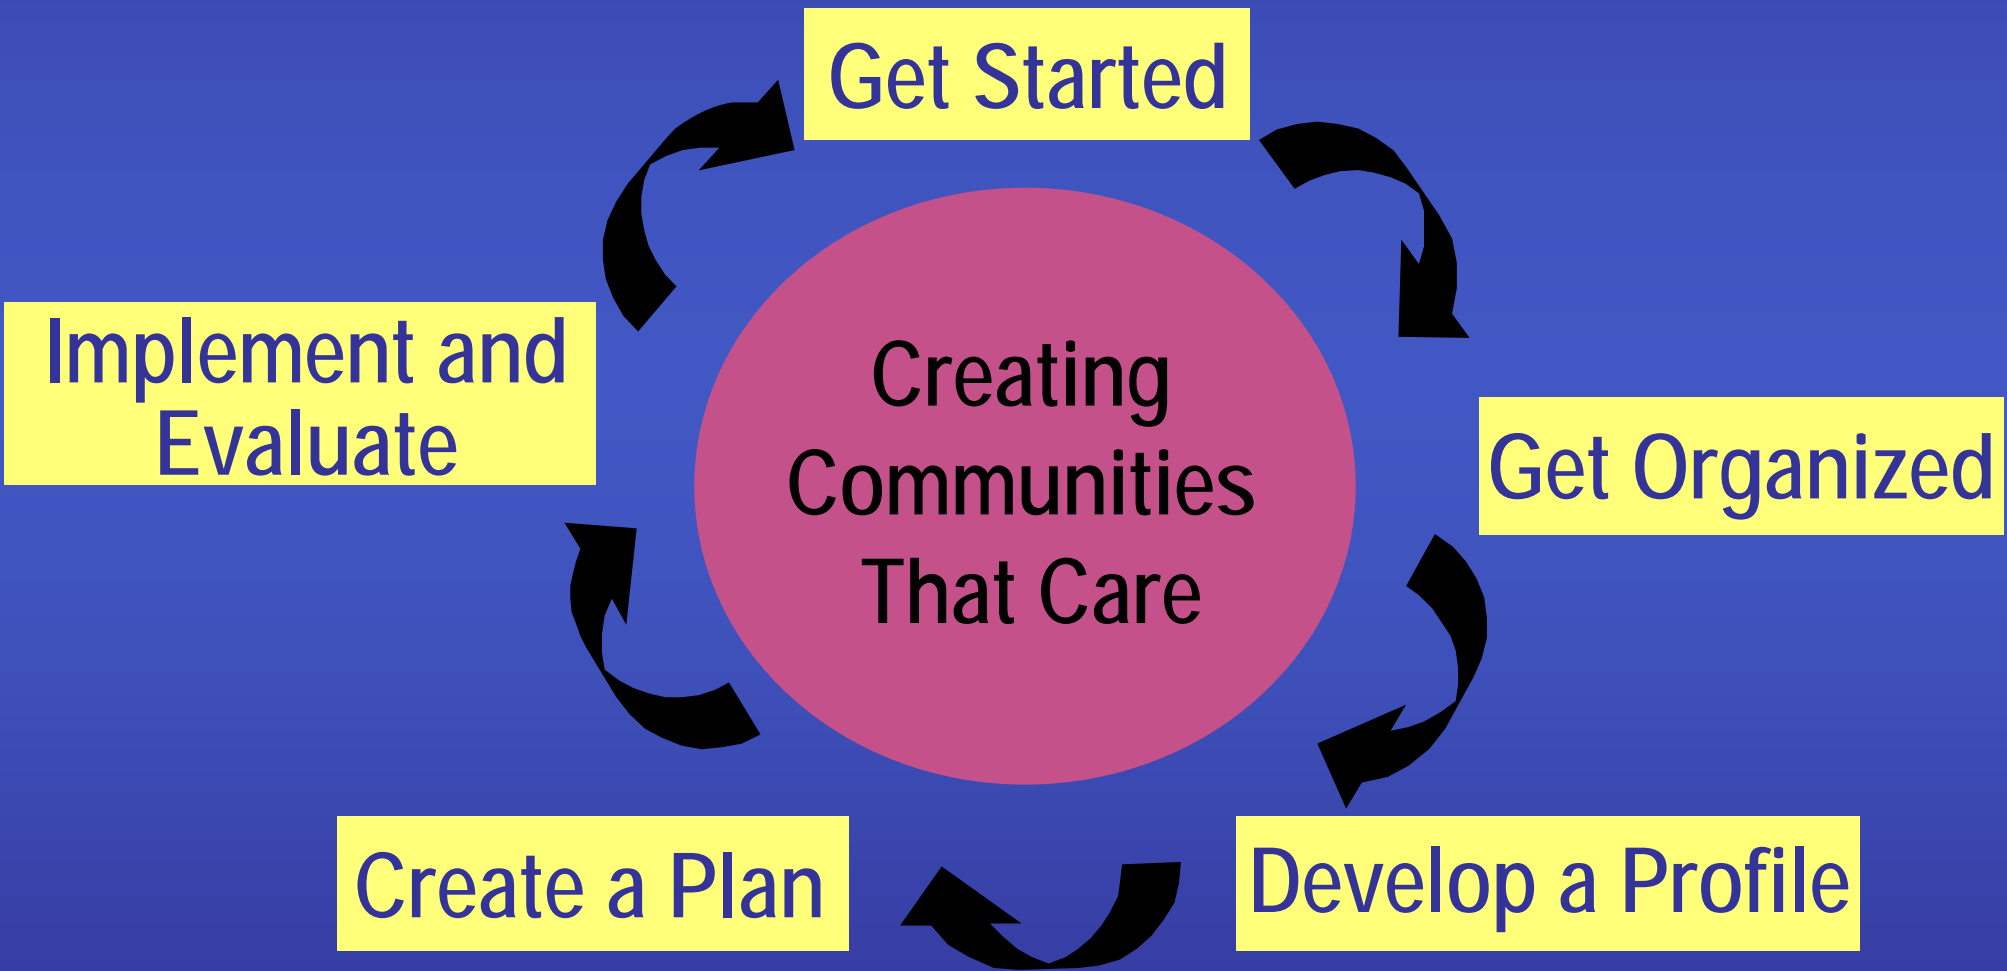 Get Started
Implement and
Evaluate
Creating
Communities
That Care
Get Organized
Create a Plan
Develop a Profile